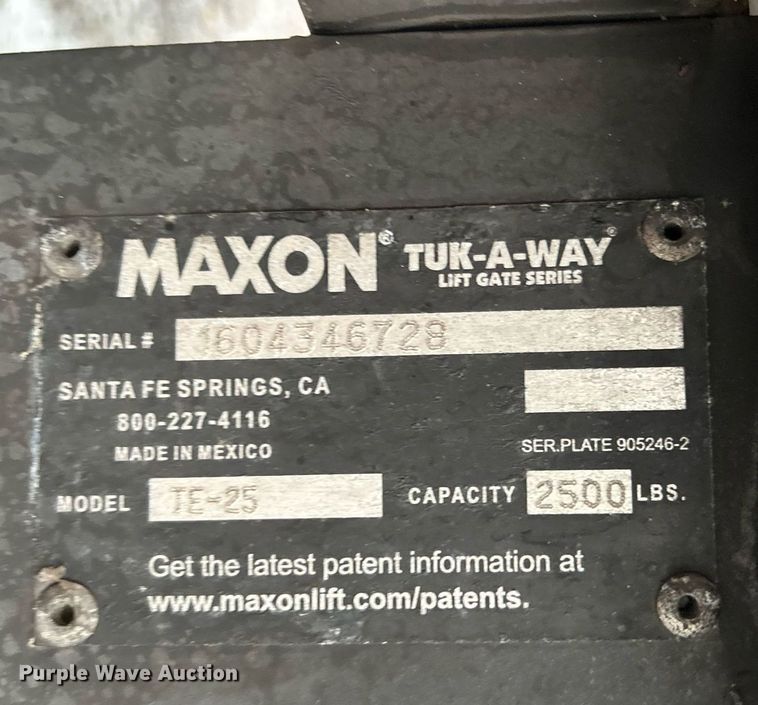 MAXON® TUK-A-WAY®
LIFT GATE SERIES
SERIAL # 1604346728
SANTA FE SPRINGS, CA
800-227-4116
MADE IN MEXICO
SER.PLATE 905246-2
MODEL TE-25 CAPACITY 2500 LBS.
Get the latest patent information at
www.maxonlift.com/patents.
Purple Wave Auction